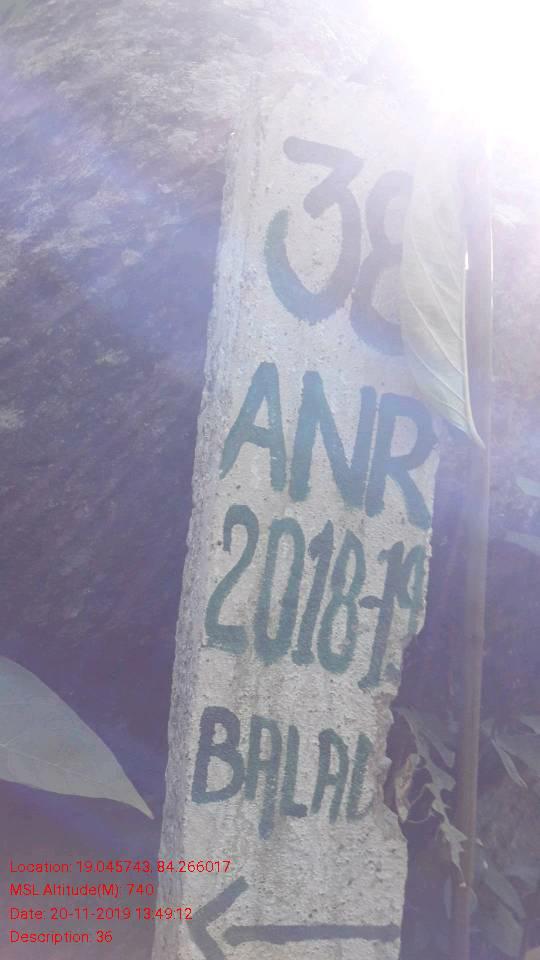 38
ANR
2018-19
BALAD
←
Location: 19.045743, 84.266017
MSL Altitude(M): 740
Date: 20-11-2019 13:49:12
Description: 36